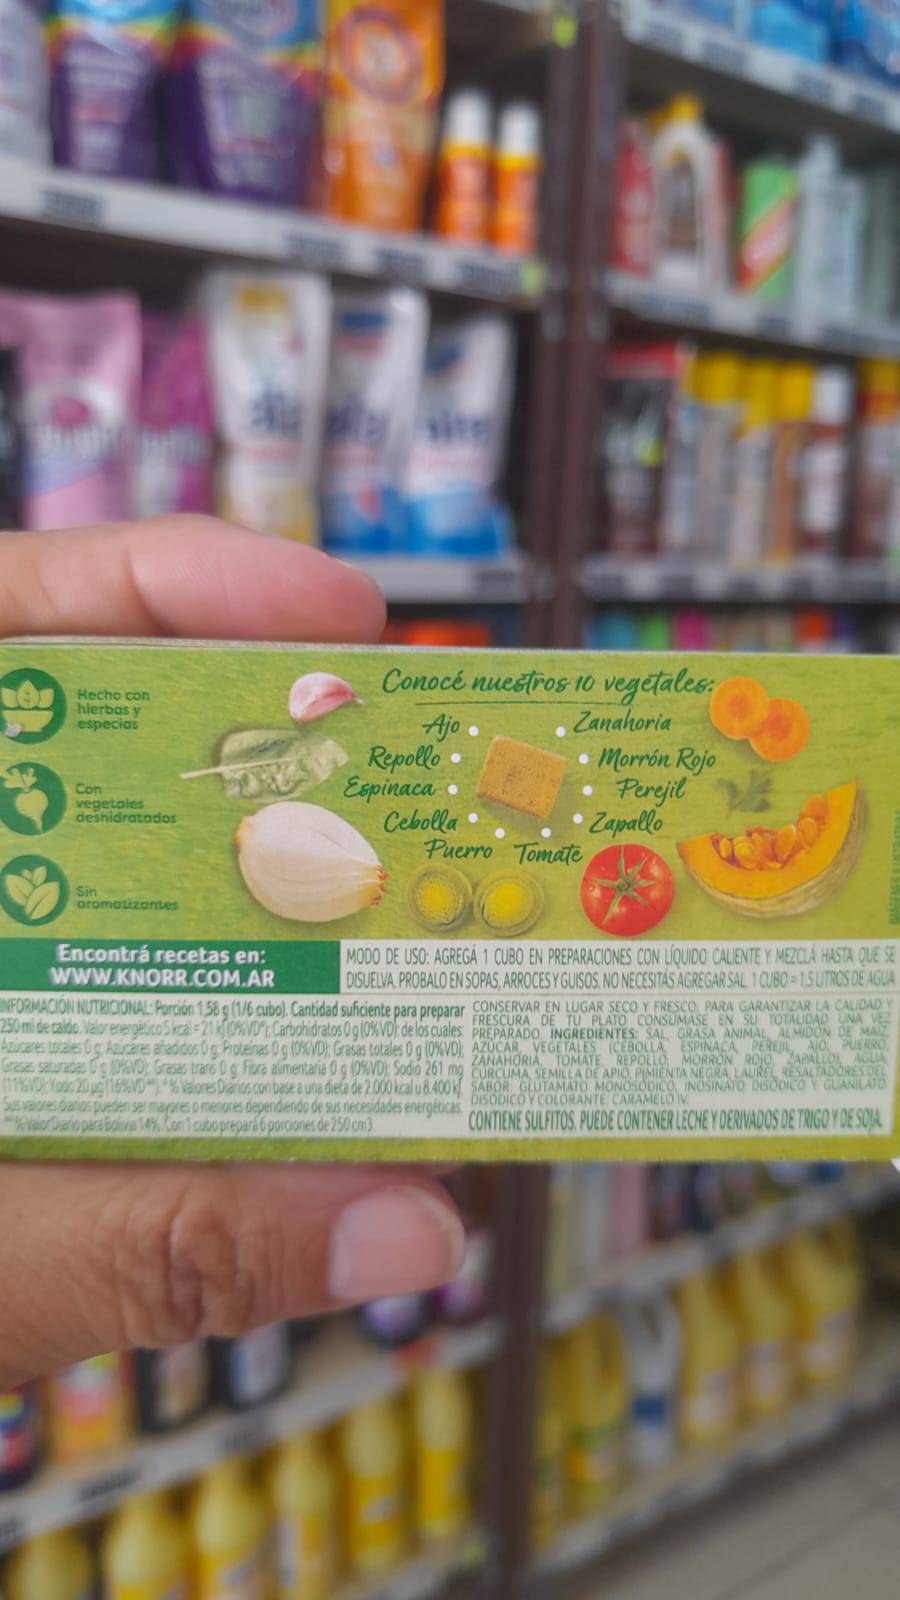 Hecho con
hierbas y
especias
Con
vegetales
deshidratados
Sin
aromatizantes
Conocé nuestros 10 vegetales:
Ajo
Repollo
Espinaca
Cebolla
Puerro
Tomate
Zanahoria
Morrón Rojo
Perejil
Zapallo
Encontrá recetas en:
WWW.KNORR.COM.AR
MODO DE USO: AGREGÁ 1 CUBO EN PREPARACIONES CON LÍQUIDO CALIENTE Y MEZCLÁ HASTA QUE SE
DISUELVA. PROBALO EN SOPAS, ARROCES Y GUISOS. NO NECESITÁS AGREGAR SAL. 1 CUBO = 1,5 LITROS DE AGUA
INFORMACIÓN NUTRICIONAL: Porción 1,58 g (1/6 cubo). Cantidad suficiente para preparar
250 ml de caldo. Valor energético 5 kcal = 21 kJ (0%VD*); Carbohidratos 0 g (0%VD); de los cuales:
Azúcares totales 0 g; Azúcares añadidos 0 g; Proteínas 0 g (0%VD); Grasas totales 0 g (0%VD);
Grasas saturadas 0 g (0%VD); Grasas trans 0 g; Fibra alimentaria 0 g (0%VD); Sodio 261 mg
(11%VD); Yodo 20 µg (16%VD**). *% Valores Diarios con base a una dieta de 2.000 kcal u 8.400 kJ.
Sus valores diarios pueden ser mayores o menores dependiendo de sus necesidades energéticas.
**% Valor Diario para Bolivia 14%. Con 1 cubo prepará 6 porciones de 250 cm3.
CONSERVAR EN LUGAR SECO Y FRESCO. PARA GARANTIZAR LA CALIDAD Y
FRESCURA DE TU PLATO CONSUMASE EN SU TOTALIDAD UNA VEZ
PREPARADO. INGREDIENTES: SAL, GRASA ANIMAL, ALMIDÓN DE MAÍZ,
AZÚCAR, VEGETALES (CEBOLLA, ESPINACA, PEREJIL, AJO, PUERRO,
ZANAHORIA, TOMATE, REPOLLO, MORRÓN ROJO, ZAPALLO), AGUA,
CÚRCUMA, SEMILLA DE APIO, PIMIENTA NEGRA, LAUREL, RESALTADORES DEL
SABOR: GLUTAMATO MONOSÓDICO, INOSINATO DISÓDICO Y GUANILATO
DISÓDICO Y COLORANTE: CARAMELO IV.
CONTIENE SULFITOS. PUEDE CONTENER LECHE Y DERIVADOS DE TRIGO Y DE SOJA.